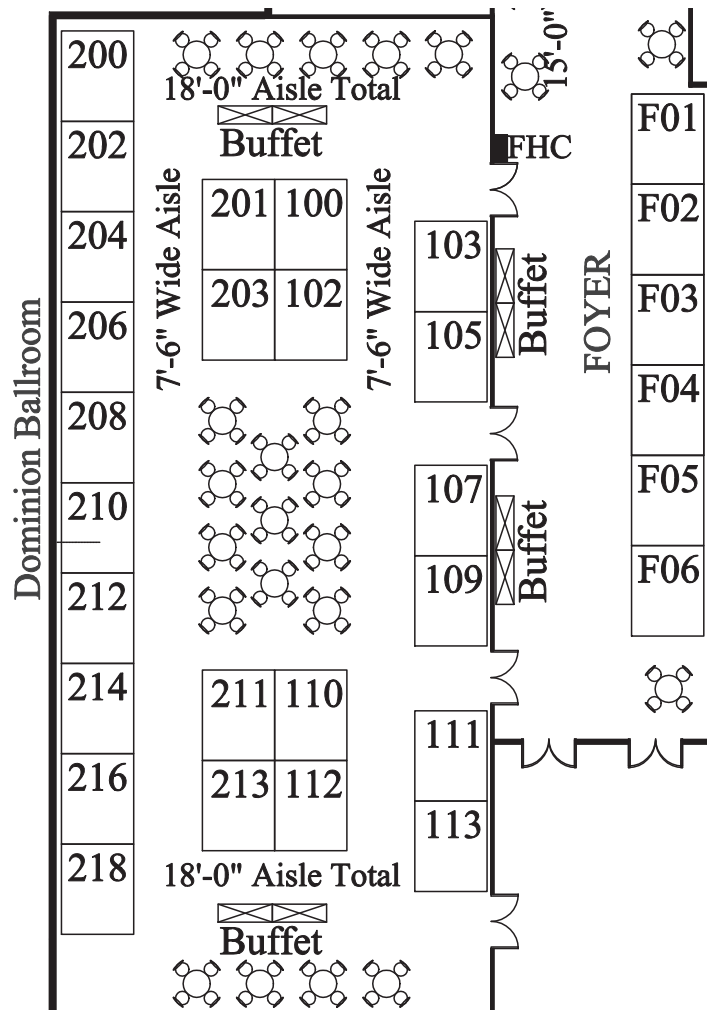 200
18'-0" Aisle Total
15'-0"
Buffet
FHC
F01
202
201
100
7'-6" Wide Aisle
7'-6" Wide Aisle
103
F02
204
203
102
Buffet
FOYER
F03
206
105
F04
Dominion Ballroom
208
107
F05
210
Buffet
109
F06
212
214
211
110
111
216
213
112
113
218
18'-0" Aisle Total
Buffet